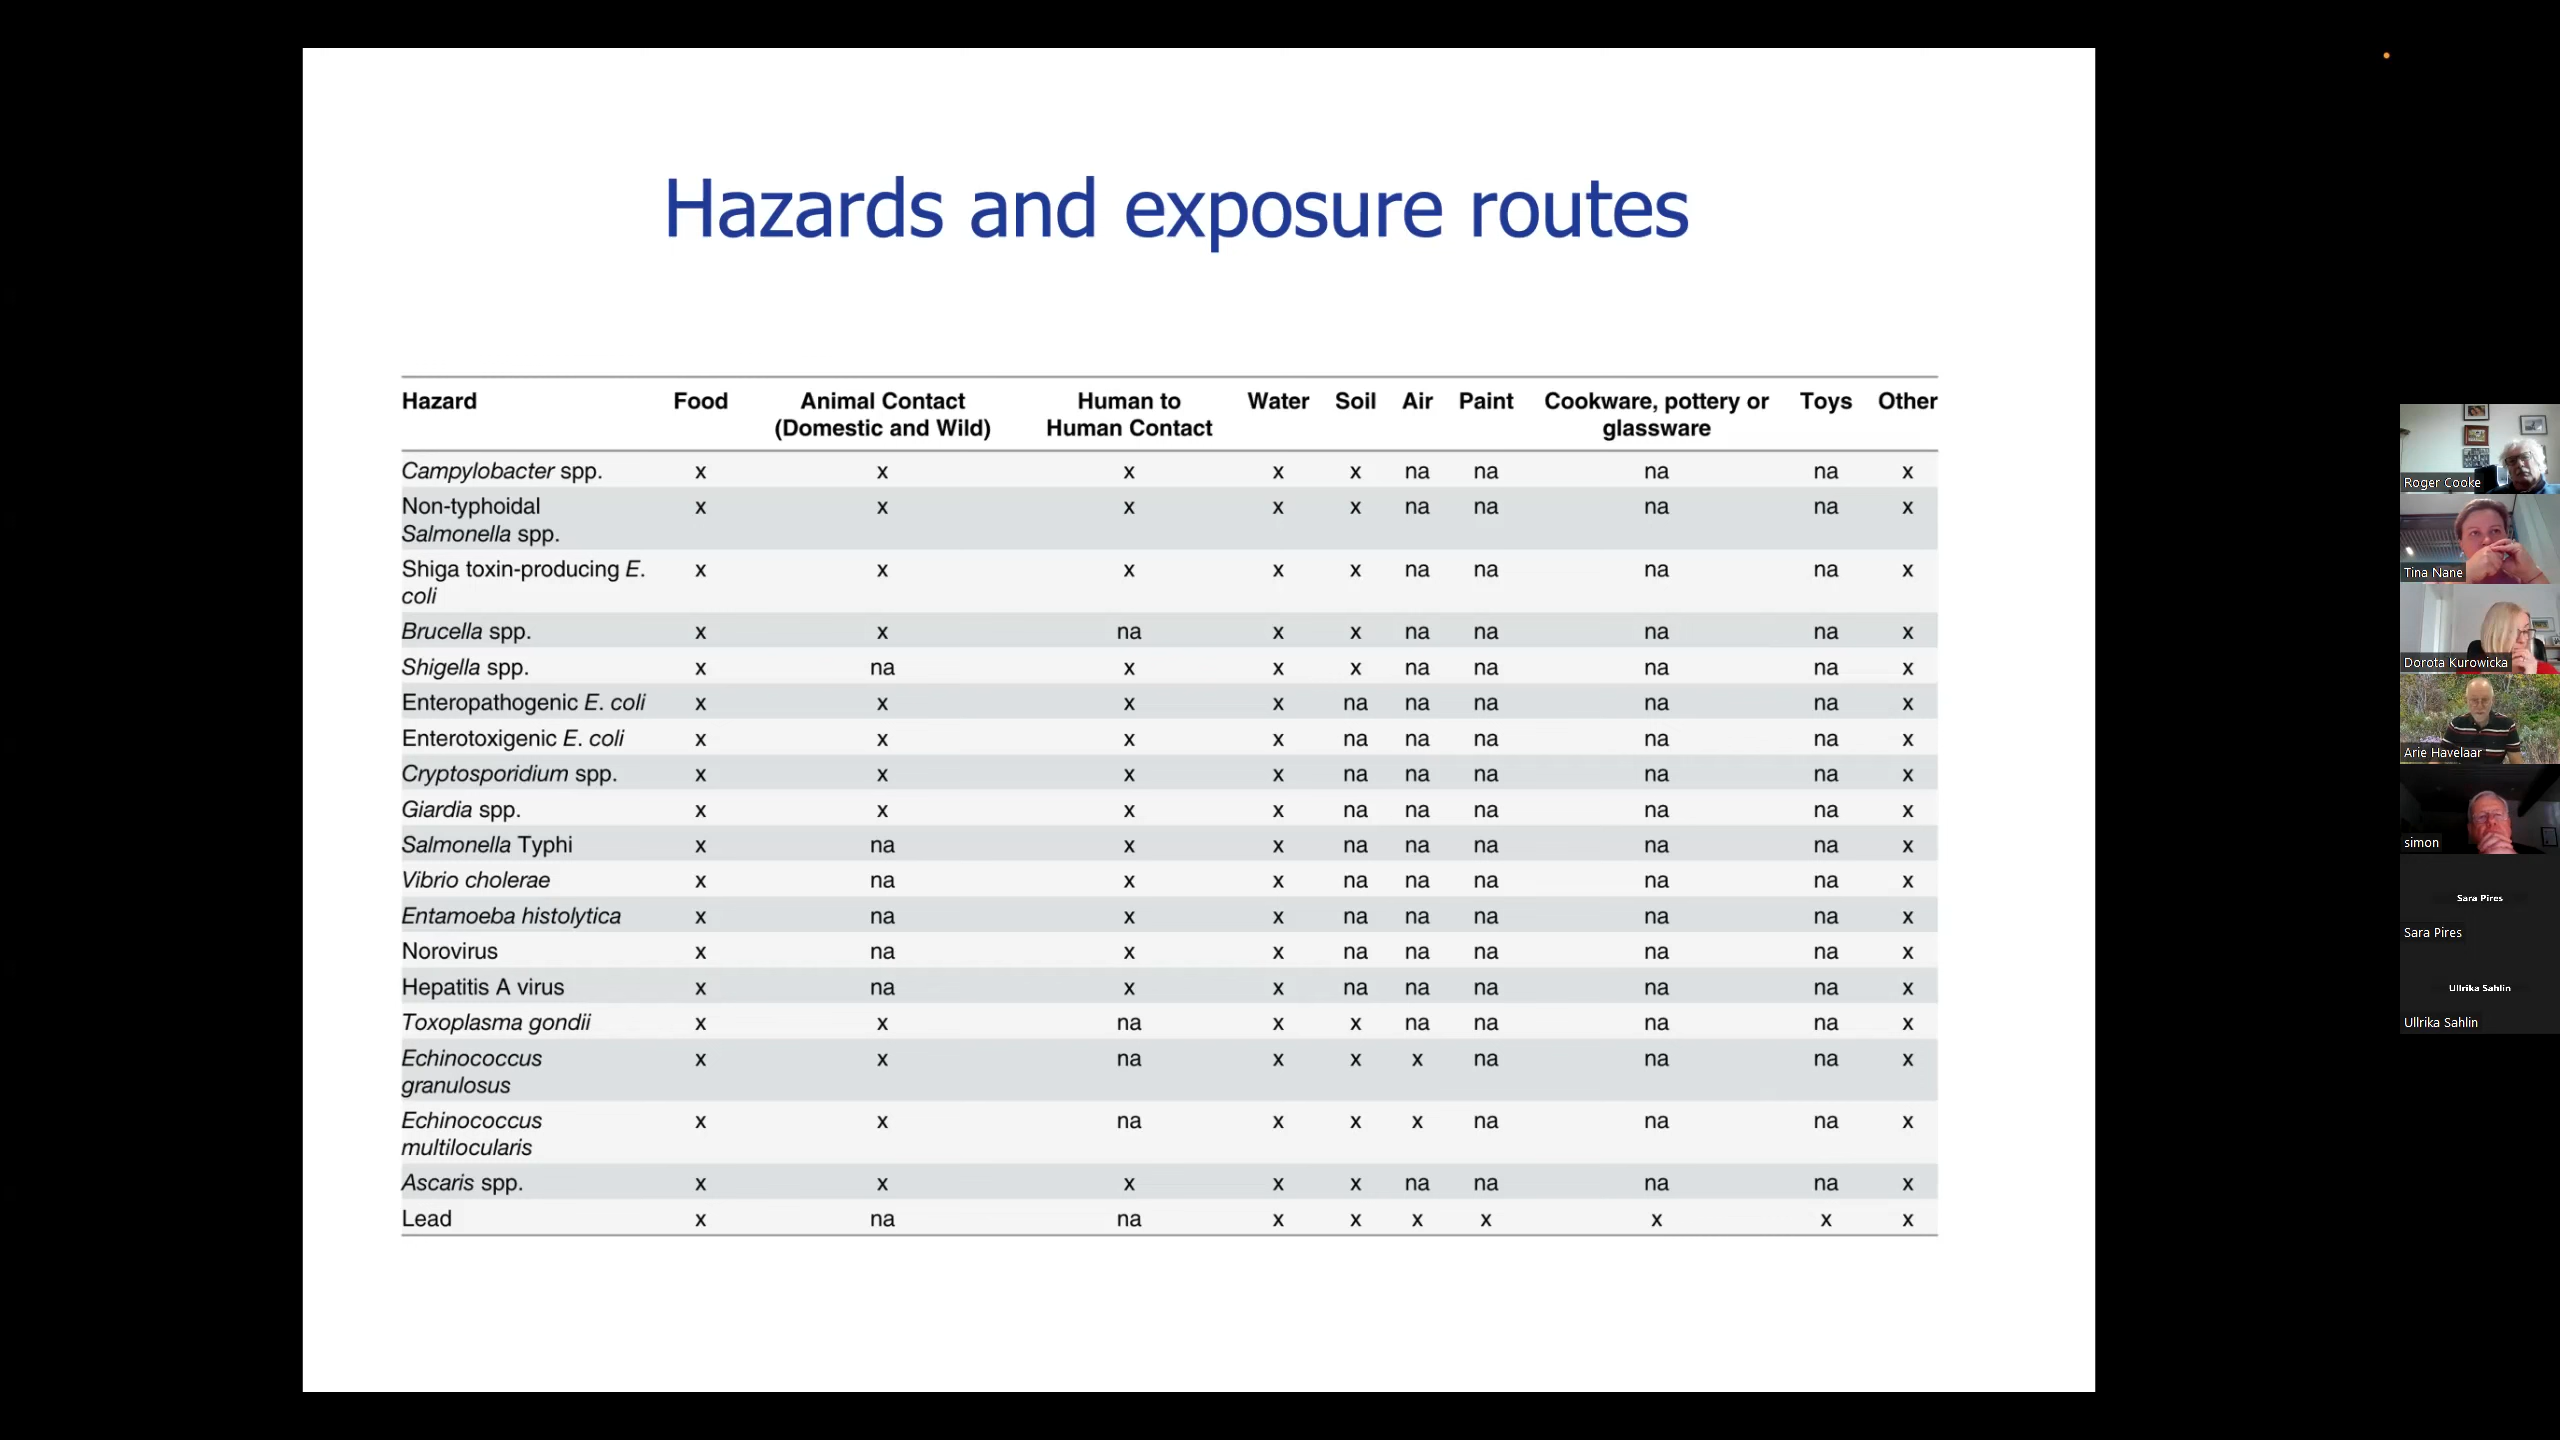 Hazards and exposure routes
Hazard Food Animal Contact (Domestic and Wild) Human to Human Contact Water Soil Air Paint Cookware, pottery or glassware Toys Other
Campylobacter spp. x x x x x na na na na x
Non-typhoidal Salmonella spp. x x x x x na na na na x
Shiga toxin-producing E. coli x x x x x na na na na x
Brucella spp. x x na x x na na na na x
Shigella spp. x na x x x na na na na x
Enteropathogenic E. coli x x x x na na na na na x
Enterotoxigenic E. coli x x x x na na na na na x
Cryptosporidium spp. x x x x na na na na na x
Giardia spp. x x x x na na na na na x
Salmonella Typhi x na x x na na na na na x
Vibrio cholerae x na x x na na na na na x
Entamoeba histolytica x na x x na na na na na x
Norovirus x na x x na na na na na x
Hepatitis A virus x na x x na na na na na x
Toxoplasma gondii x x na x x na na na na x
Echinococcus granulosus x x na x x x na na na x
Echinococcus multilocularis x x na x x x na na na x
Ascaris spp. x x x x x na na na na x
Lead x na na x x x x x x x
Roger Cooke
Tina Nane
Dorota Kurowicka
Arie Havelaar
simon
Sara Pires
Sara Pires
Ullrika Sahlin
Ullrika Sahlin